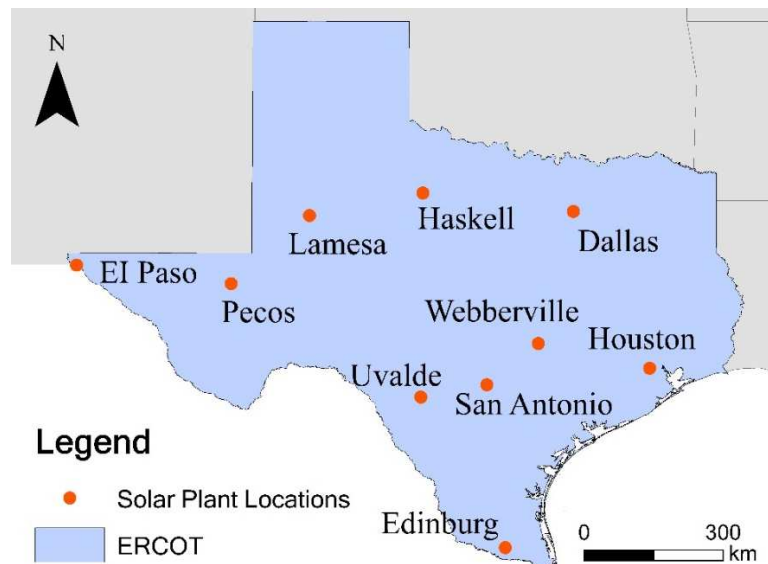 N
Haskell
Lamesa
Dallas
EI Paso
Pecos
Webberville
Houston
Uvalde
San Antonio
Legend
Solar Plant Locations
Edinburg
0 300
km
ERCOT